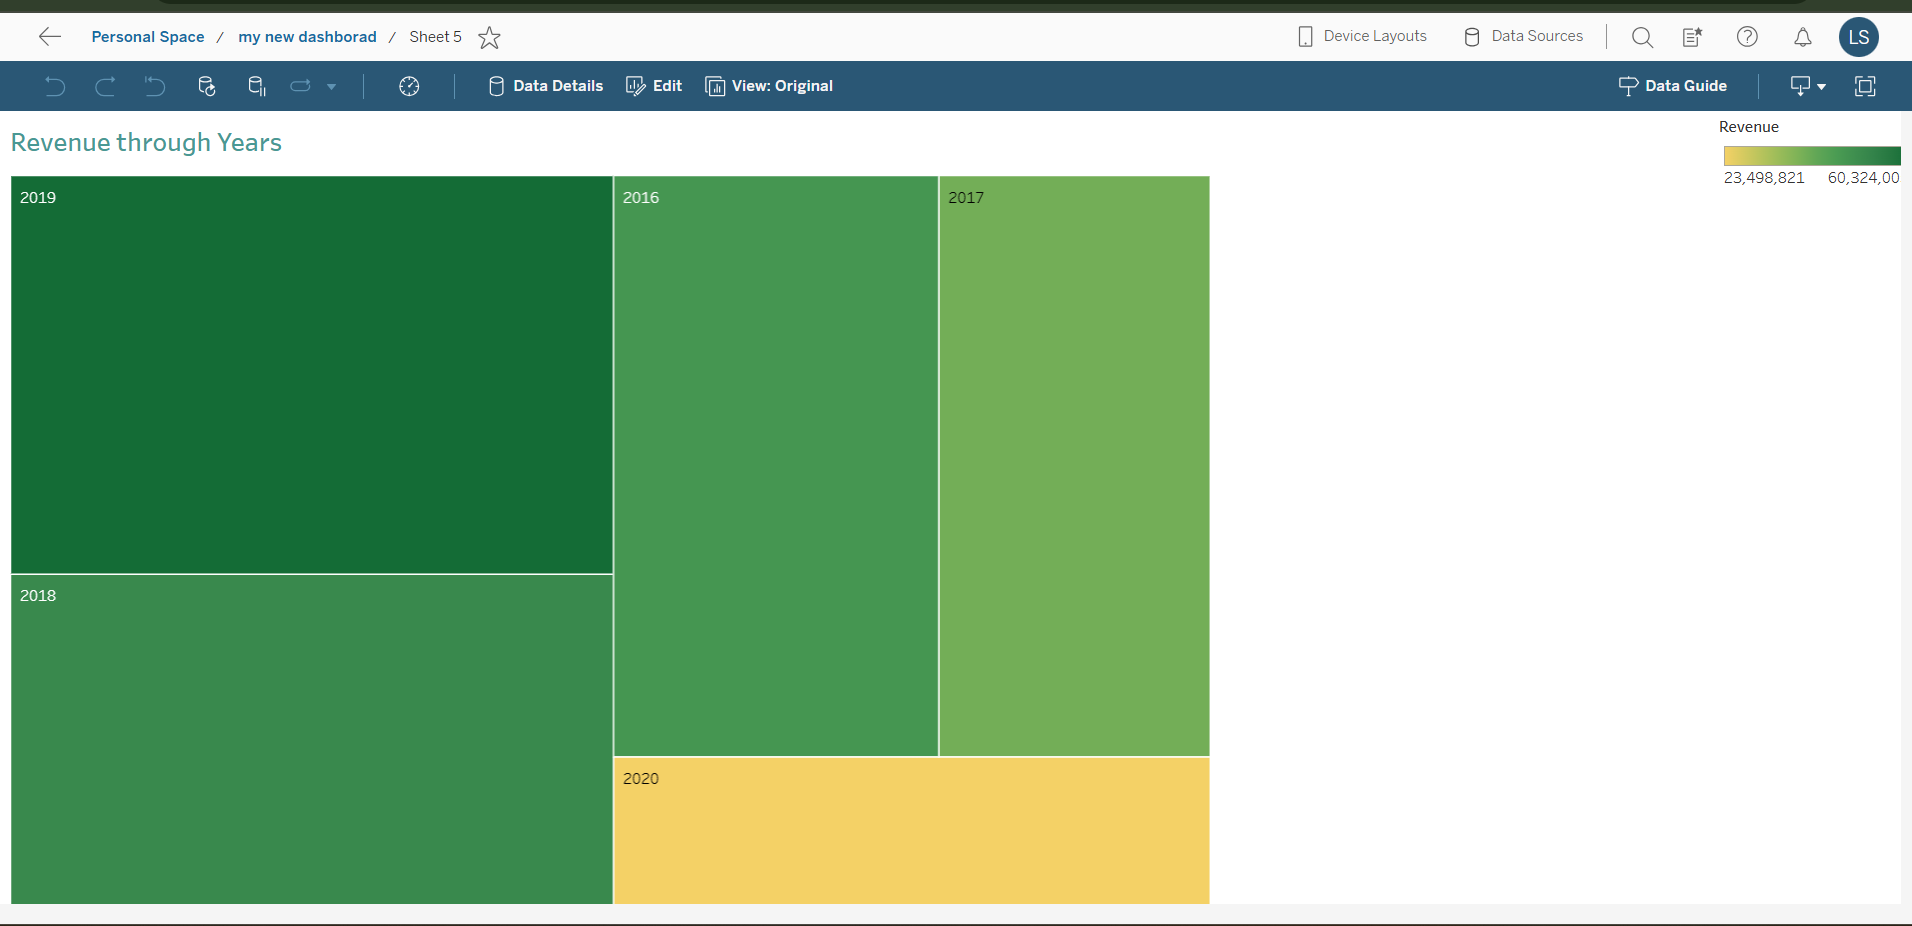 Personal Space / my new dashborad / Sheet 5
Device Layouts
Data Sources
LS
Data Details
Edit
View: Original
Data Guide
Revenue through Years
Revenue
23,498,821 60,324,00
2019
2016
2017
2018
2020